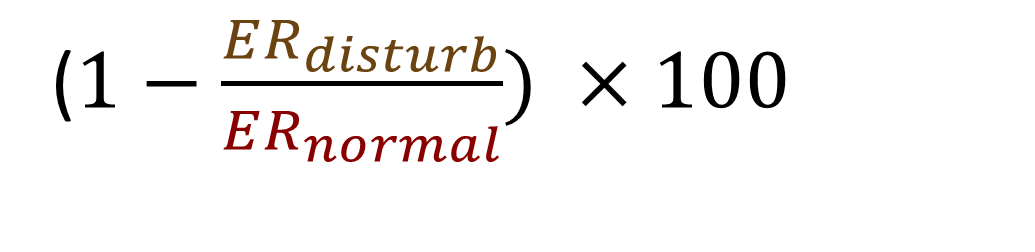 (1 − ER_disturb / ER_normal) × 100